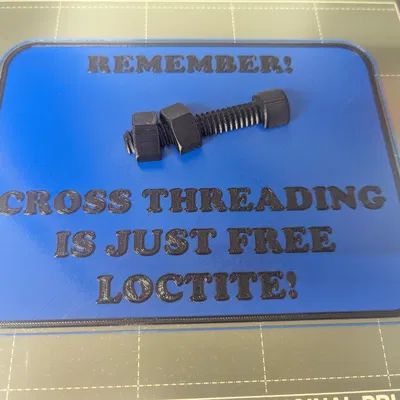 REMEMBER!
CROSS THREADING
IS JUST FREE
LOCTITE!